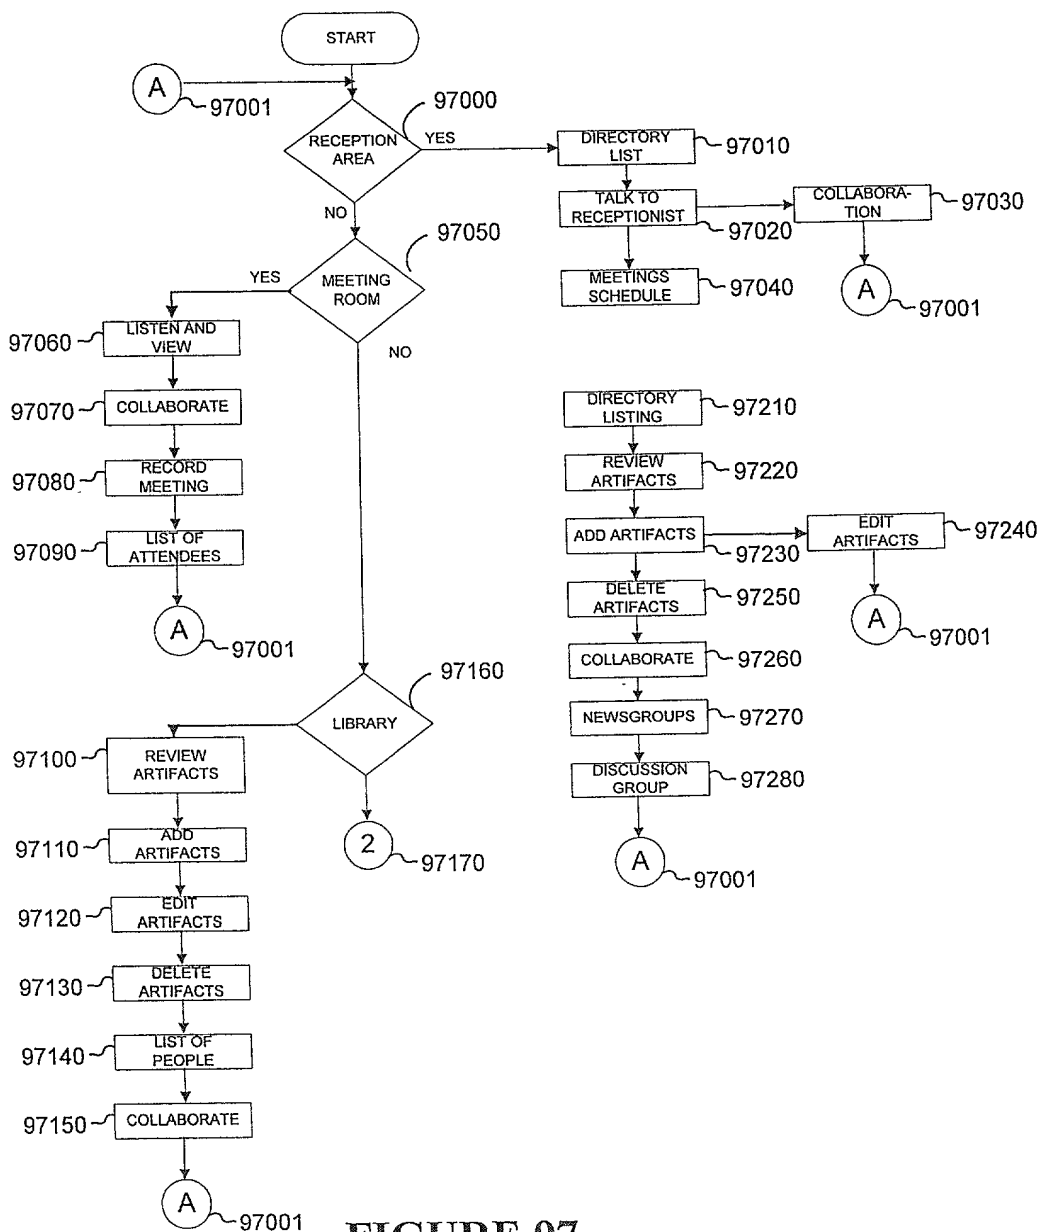 START
A
97001
97000
RECEPTION
AREA
YES
NO
DIRECTORY
LIST
97010
TALK TO
RECEPTIONIST
97020
COLLABORA-
TION
97030
MEETINGS
SCHEDULE
97040
A
97001
97050
MEETING
ROOM
YES
NO
97060
LISTEN AND
VIEW
97070
COLLABORATE
97080
RECORD
MEETING
97090
LIST OF
ATTENDEES
A
97001
DIRECTORY
LISTING
97210
REVIEW
ARTIFACTS
97220
ADD ARTIFACTS
97230
EDIT
ARTIFACTS
97240
A
97001
DELETE
ARTIFACTS
97250
COLLABORATE
97260
NEWSGROUPS
97270
DISCUSSION
GROUP
97280
A
97001
97160
LIBRARY
2
97170
97100
REVIEW
ARTIFACTS
97110
ADD
ARTIFACTS
97120
EDIT
ARTIFACTS
97130
DELETE
ARTIFACTS
97140
LIST OF
PEOPLE
97150
COLLABORATE
A
97001
FIGURE 97